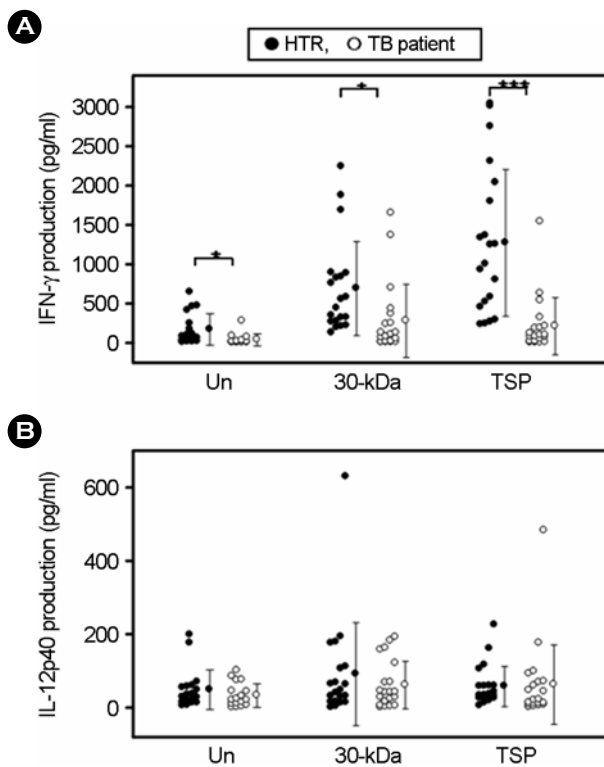 A
HTR, TB patient
* * ***
IFN-γ production (pg/ml)
3000
2500
2000
1500
1000
500
0
Un 30-kDa TSP
B
IL-12p40 production (pg/ml)
600
400
200
0
Un 30-kDa TSP